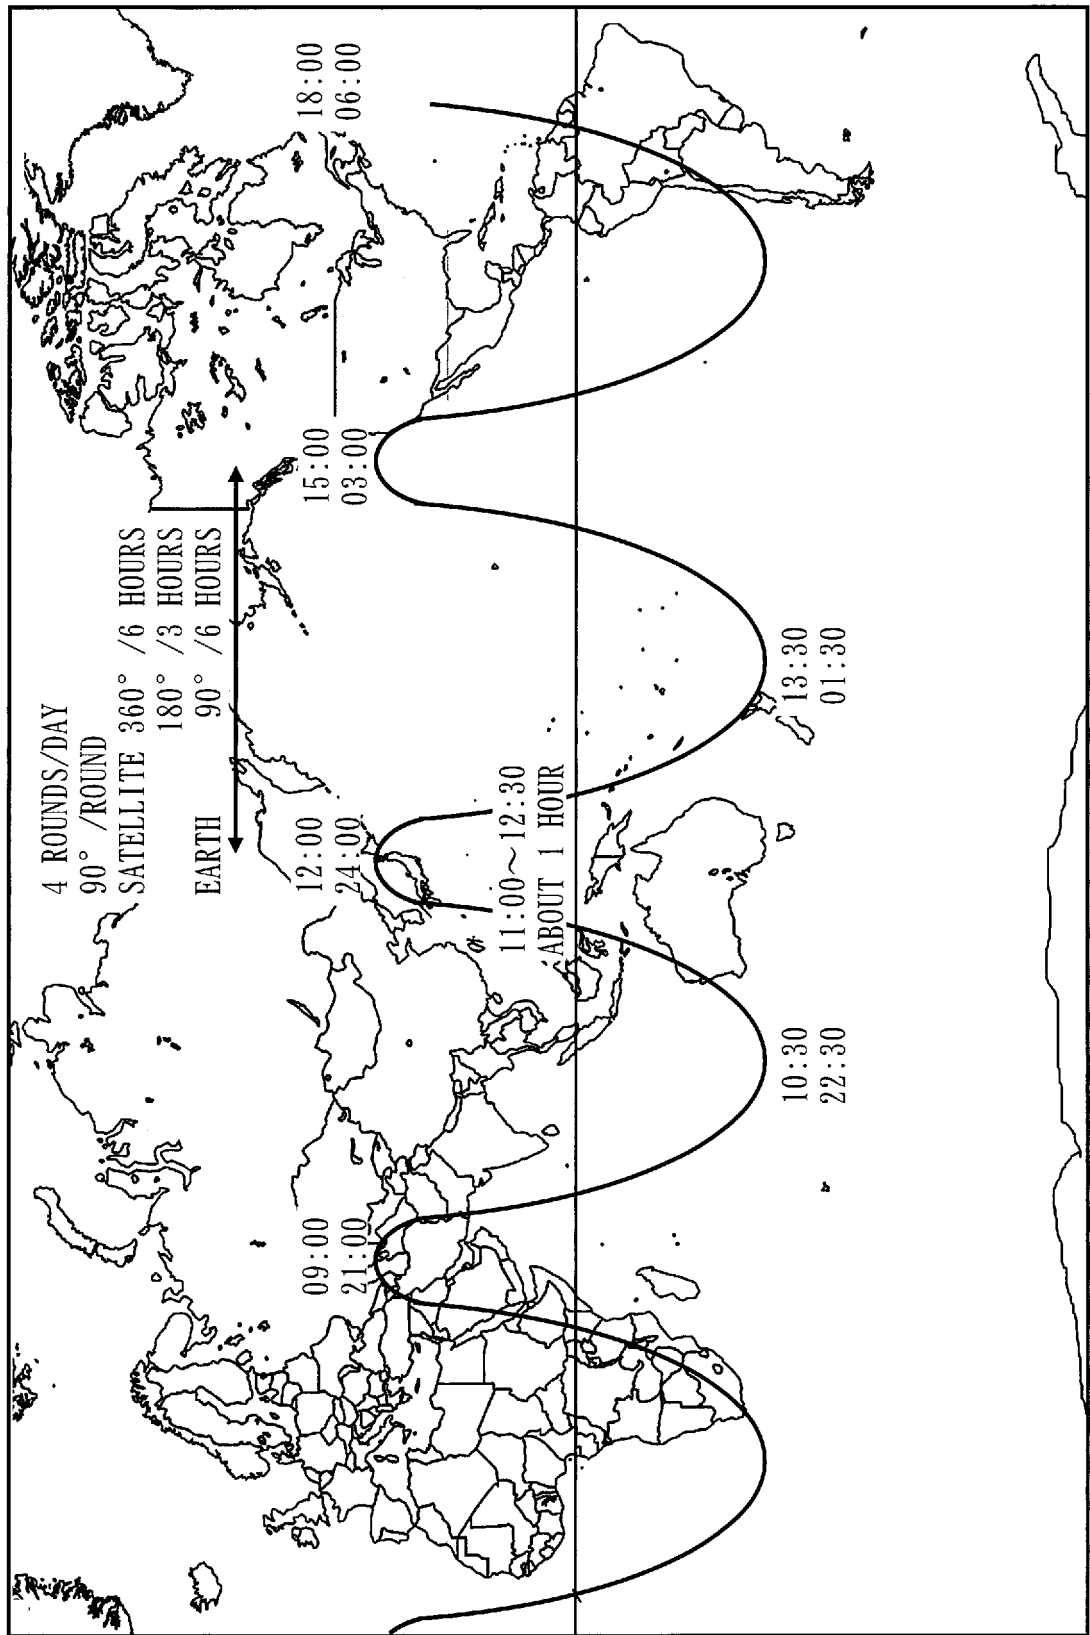 4 ROUNDS/DAY
90° /ROUND
SATELLITE 360° /6 HOURS
180° /3 HOURS
EARTH 90° /6 HOURS
09:00
21:00
12:00
24:00
15:00
03:00
18:00
06:00
11:00～12:30
ABOUT 1 HOUR
10:30
22:30
13:30
01:30